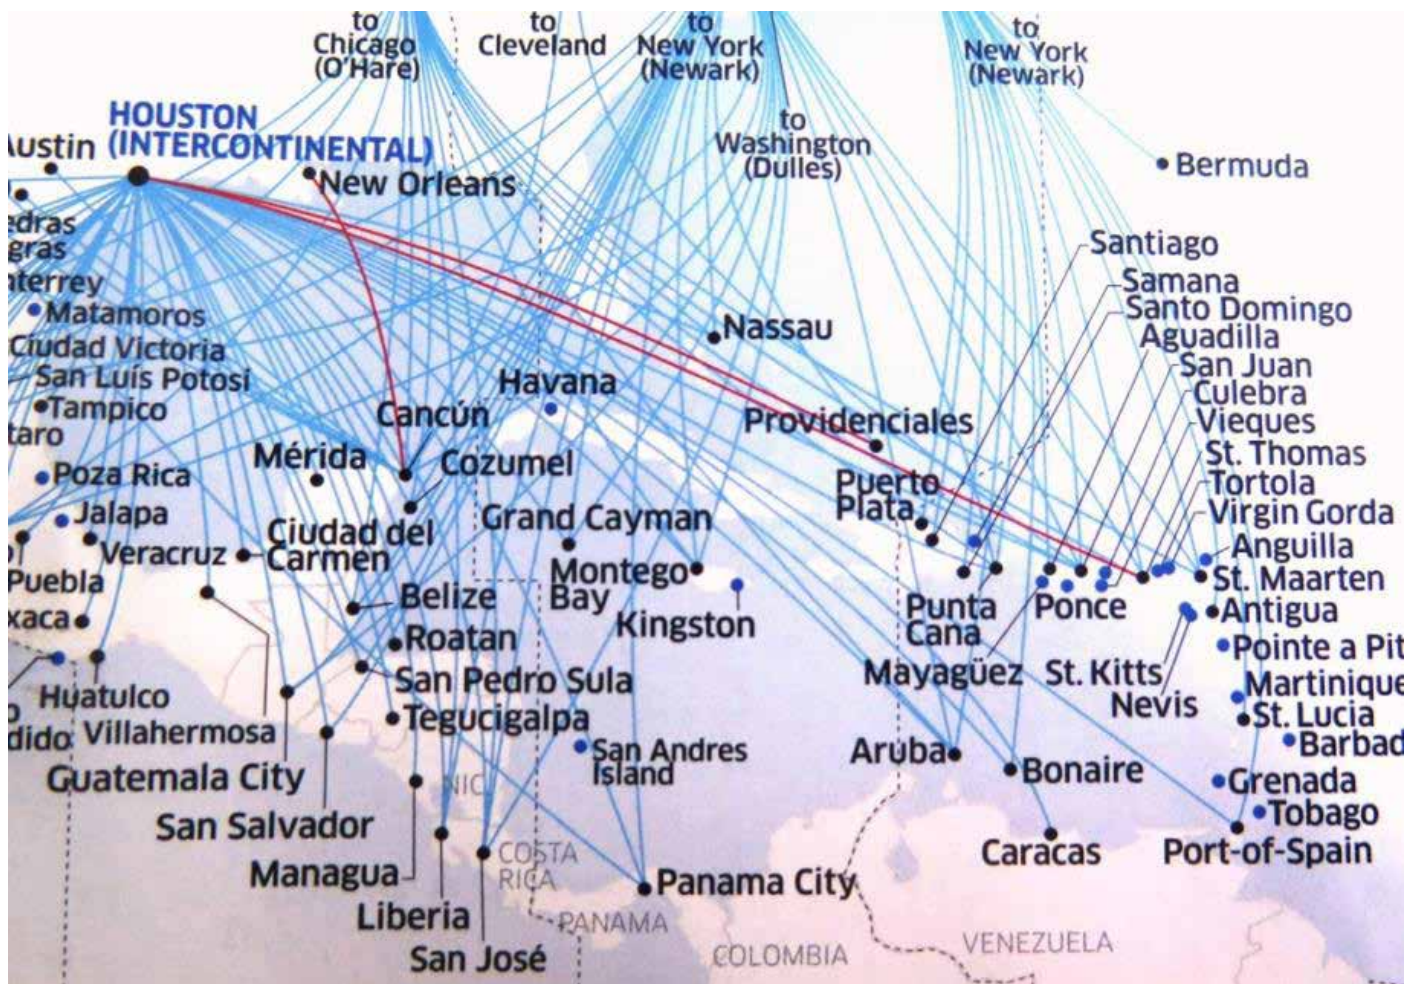 to
Chicago
(O'Hare)
to
Cleveland
to
New York
(Newark)
to
New York
(Newark)
to
Washington
(Dulles)
HOUSTON
(INTERCONTINENTAL)
New Orleans
Bermuda
Matamoros
Ciudad Victoria
San Luís Potosi
Tampico
Poza Rica
Jalapa
Veracruz
Puebla
Huatulco
Villahermosa
Mérida
Ciudad del
Carmen
Cancún
Cozumel
Havana
Nassau
Grand Cayman
Montego
Bay
Kingston
Providenciales
Puerto
Plata
Santiago
Samana
Santo Domingo
Aguadilla
San Juan
Culebra
Vieques
St. Thomas
Tortola
Virgin Gorda
Anguilla
St. Maarten
Antigua
Punta
Cana
Ponce
Mayagüez
St. Kitts
Nevis
Pointe a Pit
Martinique
St. Lucia
Barbad
Grenada
Tobago
Port-of-Spain
Aruba
Bonaire
Caracas
Belize
Roatan
San Pedro Sula
Tegucigalpa
San Andres
Island
Guatemala City
San Salvador
Managua
Liberia
San José
Panama City
NIC
COSTA
RICA
PANAMA
COLOMBIA
VENEZUELA